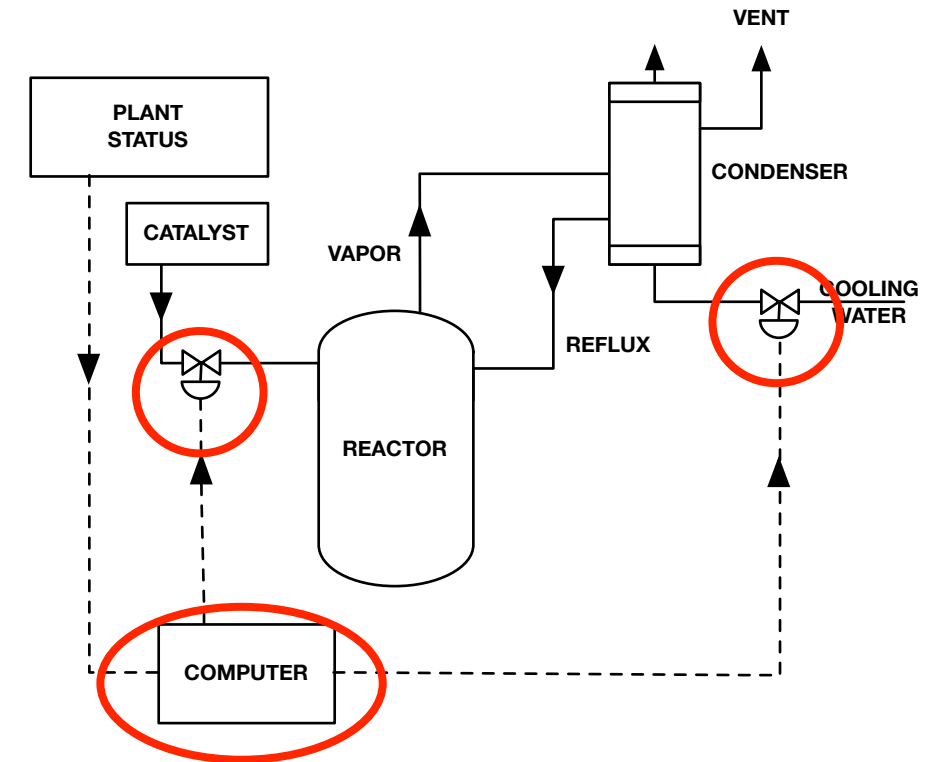 VENT
PLANT
STATUS
CONDENSER
CATALYST
VAPOR
COOLING
WATER
REFLUX
REACTOR
COMPUTER